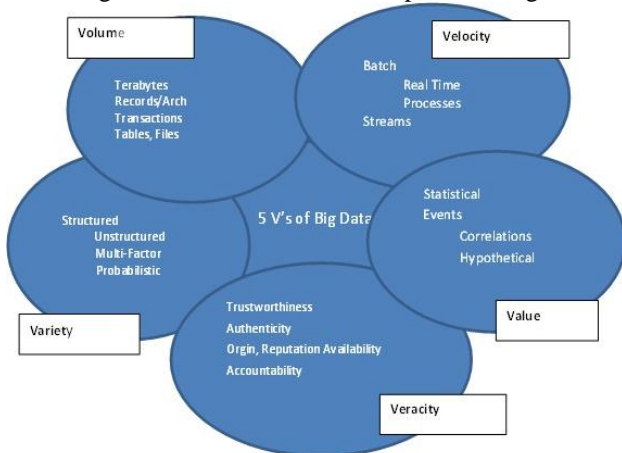 Volume
Terabytes
Records/Arch
Transactions
Tables, Files
Velocity
Batch
Real Time
Processes
Streams
5 V's of Big Data
Structured
Unstructured
Multi-Factor
Probabilistic
Variety
Statistical
Events
Correlations
Hypothetical
Value
Trustworthiness
Authenticity
Orgin, Reputation Availability
Accountability
Veracity